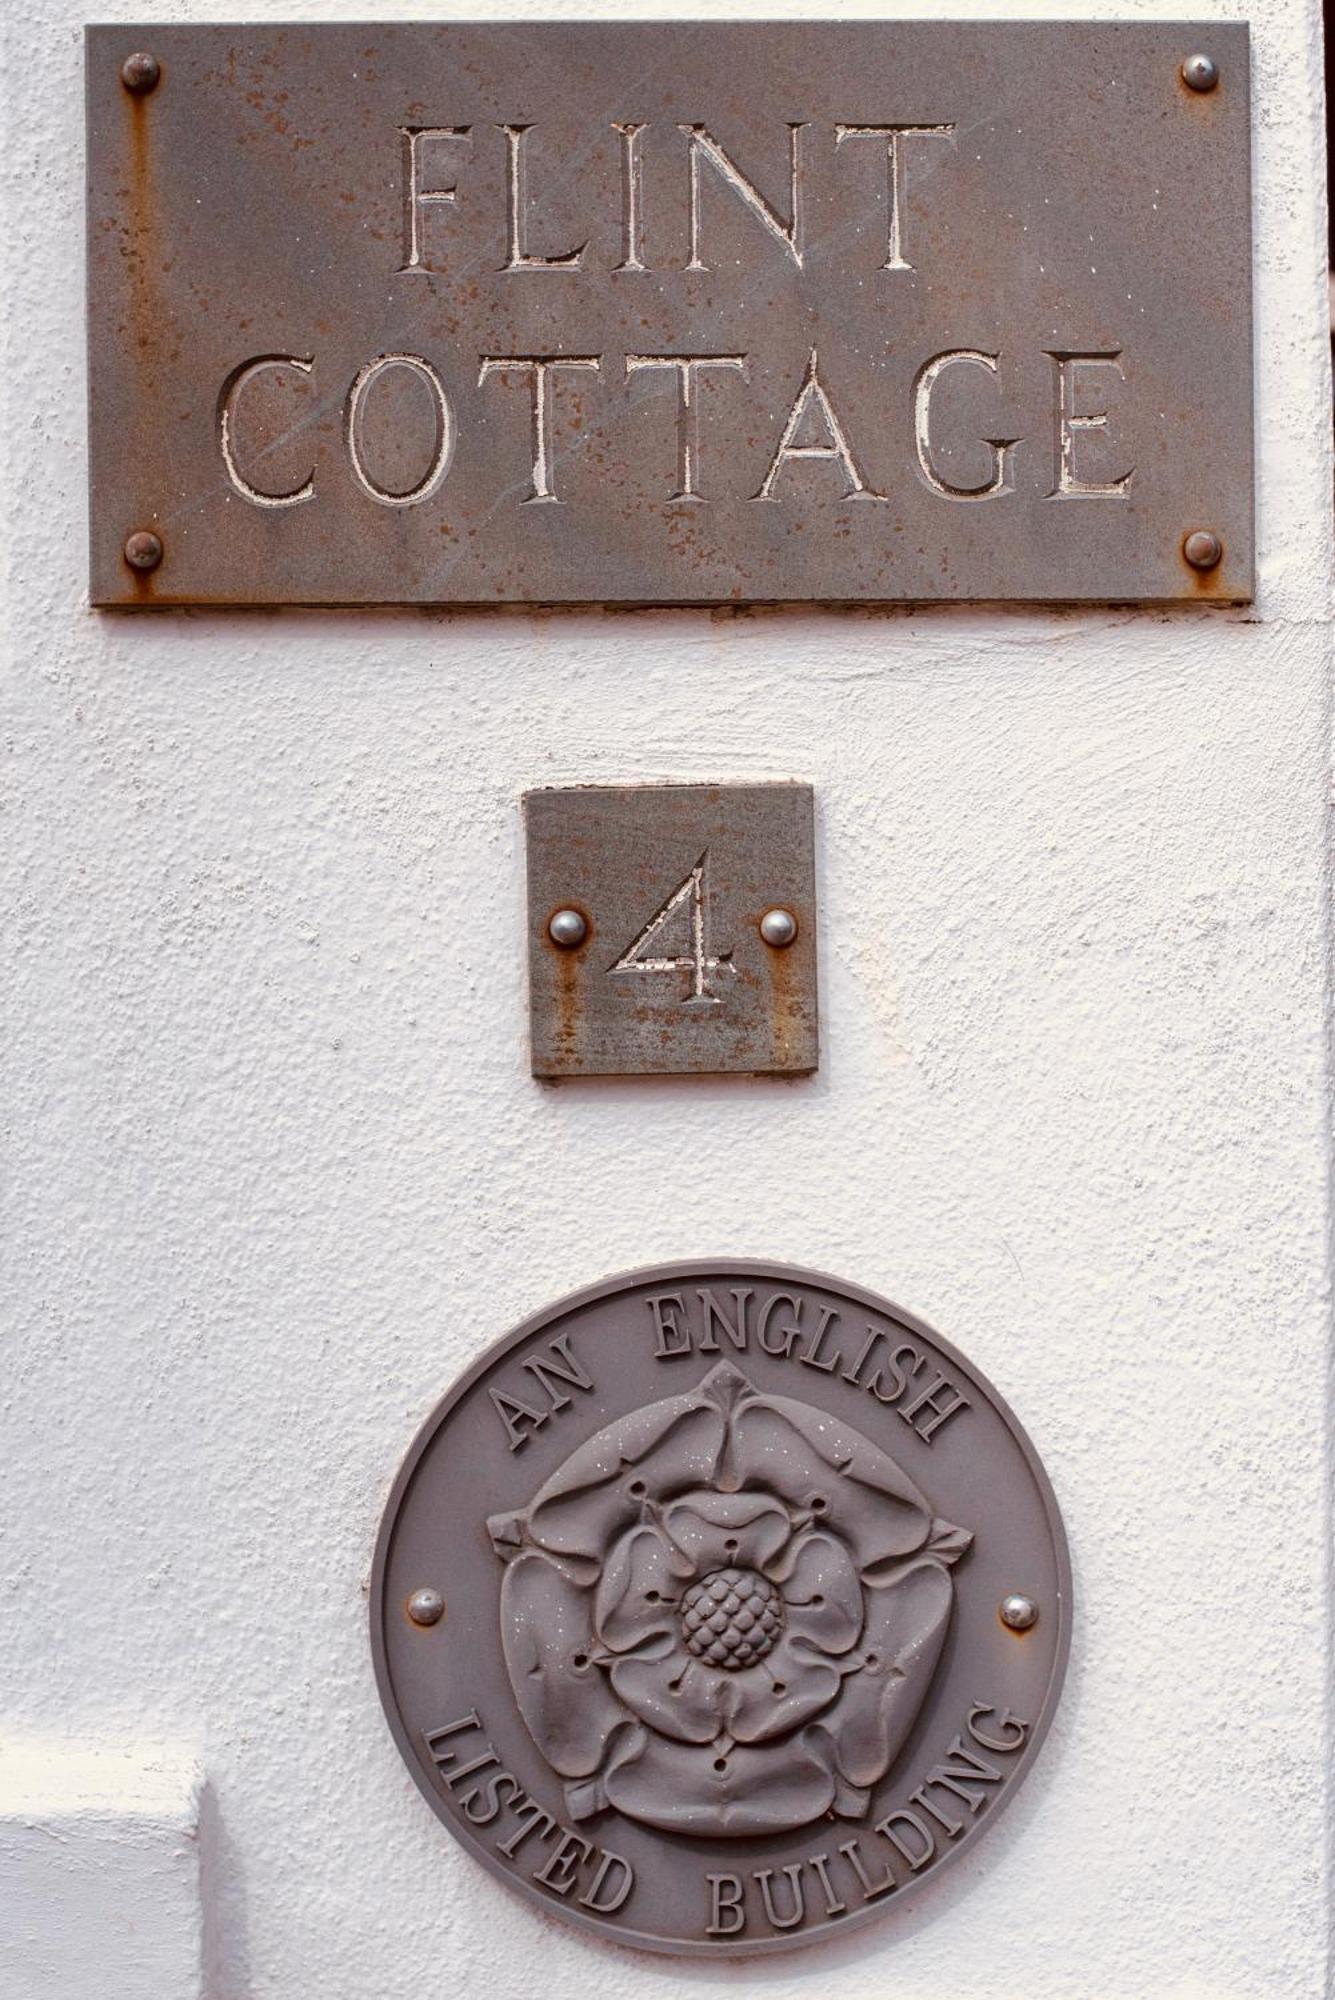 FLINT
COTTAGE
4
AN ENGLISH
LISTED BUILDING